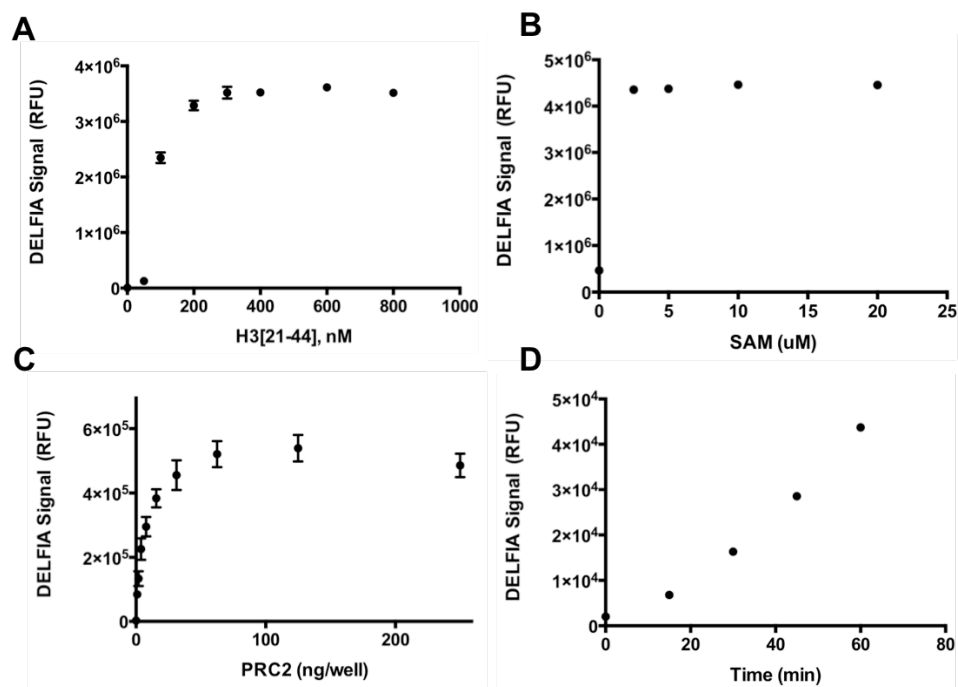 A
DELFIA Signal (RFU)
4×10⁶
3×10⁶
2×10⁶
1×10⁶
0
0 200 400 600 800 1000
H3[21-44], nM
B
DELFIA Signal (RFU)
5×10⁶
4×10⁶
3×10⁶
2×10⁶
1×10⁶
0
0 5 10 15 20 25
SAM (uM)
C
DELFIA Signal (RFU)
6×10⁵
4×10⁵
2×10⁵
0
0 100 200
PRC2 (ng/well)
D
DELFIA Signal (RFU)
5×10⁴
4×10⁴
3×10⁴
2×10⁴
1×10⁴
0
0 20 40 60 80
Time (min)